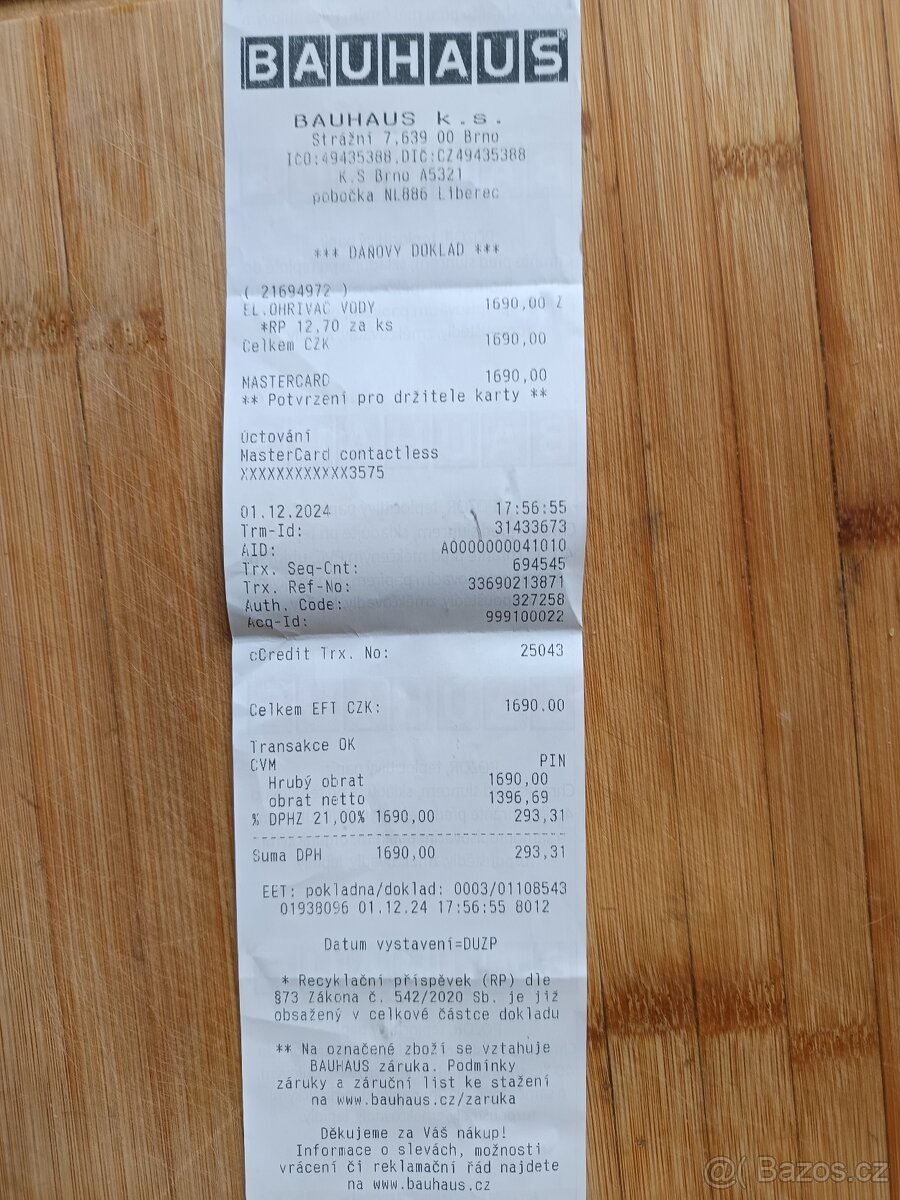 BAUHAUS
BAUHAUS k.s.
Strážní 7,639 00 Brno
IČO:49435388,DIČ:CZ49435388
K.S Brno A5321
pobočka NL886 Liberec
*** DAŇOVÝ DOKLAD ***
( 21694972 )
EL.OHŘÍVAČ VODY 1690,00 Z
*RP 12,70 za ks
Celkem CZK 1690,00
MASTERCARD 1690,00
** Potvrzení pro držitele karty **
Účtování
MasterCard contactless
XXXXXXXXXXXX3575
01.12.2024 17:56:55
Trm-Id: 31433673
AID: A0000000041010
Trx. Seq-Cnt: 694545
Trx. Ref-No: 33690213871
Auth. Code: 327258
Acq-Id: 999100022
cCredit Trx. No: 25043
Celkem EFT CZK: 1690.00
Transakce OK
CVM PIN
Hrubý obrat 1690,00
obrat netto 1396,69
% DPHZ 21,00% 1690,00 293,31
Suma DPH 1690,00 293,31
EET: pokladna/doklad: 0003/01108543
01938096 01.12.24 17:56:55 8012
Datum vystavení=DUZP
* Recyklační příspěvek (RP) dle
§73 Zákona č. 542/2020 Sb. je již
obsažený v celkové částce dokladu
** Na označené zboží se vztahuje
BAUHAUS záruka. Podmínky
záruky a záruční list ke stažení
na www.bauhaus.cz/zaruka
Děkujeme za Váš nákup!
Informace o slevách, možnosti
vrácení či reklamační řád najdete
na www.bauhaus.cz
Bazos.cz